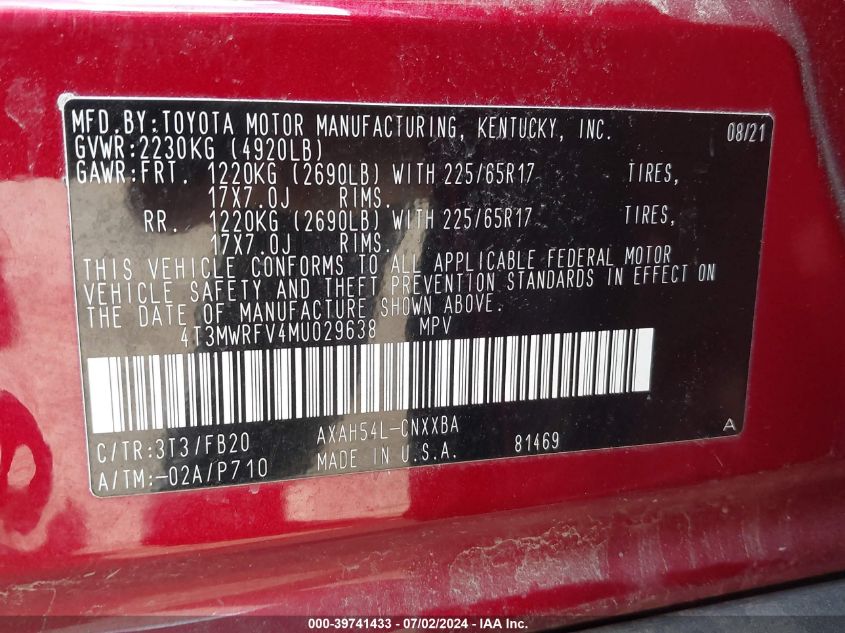 MFD.BY:TOYOTA MOTOR MANUFACTURING, KENTUCKY, INC. 08/21
GVWR:2230KG (4920LB)
GAWR:FRT. 1220KG (2690LB) WITH 225/65R17 TIRES,
17X7.0J RIMS.
RR. 1220KG (2690LB) WITH 225/65R17 TIRES,
17X7.0J RIMS.
THIS VEHICLE CONFORMS TO ALL APPLICABLE FEDERAL MOTOR
VEHICLE SAFETY AND THEFT PREVENTION STANDARDS IN EFFECT ON
THE DATE OF MANUFACTURE SHOWN ABOVE.
4T3MWRFV4MU029638 MPV
C/TR:3T3/FB20 AXAH54L-CNXXBA A
A/TM:-02A/P710 MADE IN U.S.A. 81469
000-39741433 - 07/02/2024 - IAAI.com